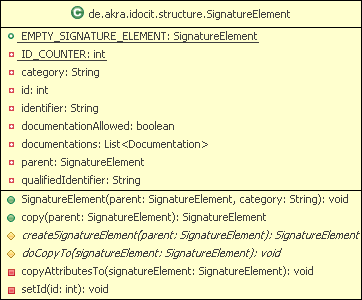 de.akra.idocit.structure.SignatureElement
EMPTY_SIGNATURE_ELEMENT: SignatureElement
ID_COUNTER: int
category: String
id: int
identifier: String
documentationAllowed: boolean
documentations: List<Documentation>
parent: SignatureElement
qualifiedIdentifier: String
SignatureElement(parent: SignatureElement, category: String): void
copy(parent: SignatureElement): SignatureElement
createSignatureElement(parent: SignatureElement): SignatureElement
doCopyTo(signatureElement: SignatureElement): void
copyAttributesTo(signatureElement: SignatureElement): void
setId(id: int): void